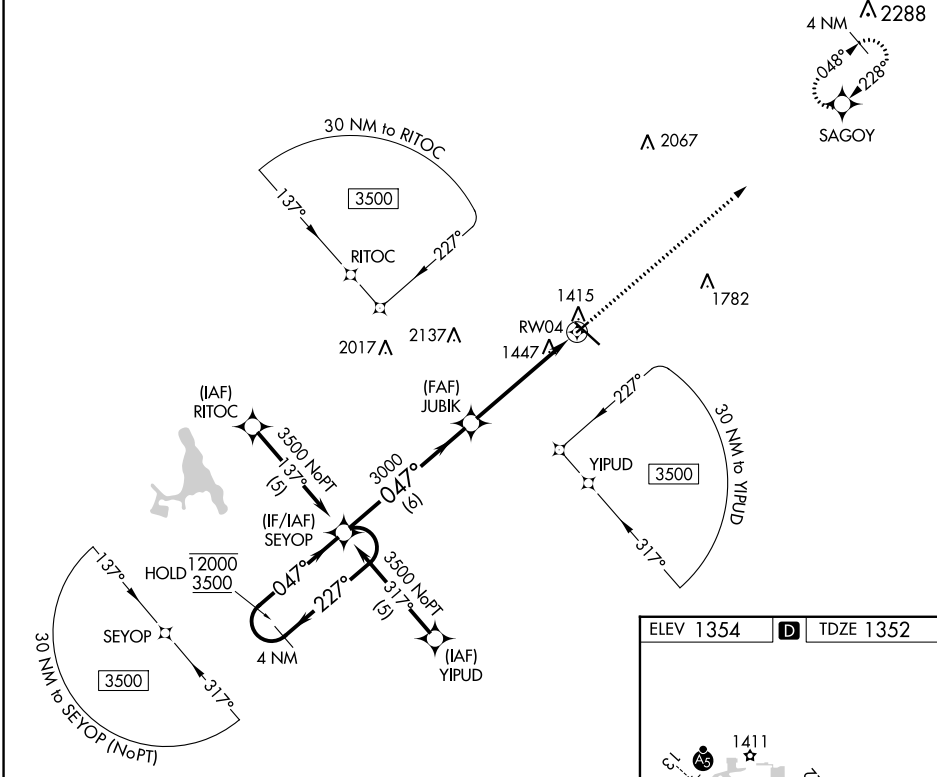 2288
4 NM
048°
228°
SAGOY
2067
30 NM to RITOC
3500
137°
227°
RITOC
1782
1415
RW04
1447
2137
2017
(FAF)
JUBIK
(IAF)
RITOC
3500 NoPT
137°
(5)
3000
047°
(6)
(IF/IAF)
SEYOP
HOLD 12000
3500
047°
227°
4 NM
3500 NoPT
317°
(5)
(IAF)
YIPUD
227°
YIPUD
3500
30 NM to YIPUD
317°
137°
SEYOP
3500
317°
30 NM to SEYOP (NoPT)
ELEV 1354 D TDZE 1352
1411
A5
13